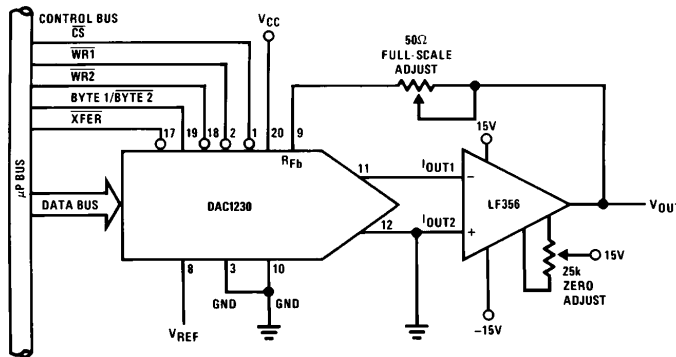 CONTROL BUS
CS
WR1
WR2
BYTE 1/BYTE 2
XFER
17
19
18
2
1
20
9
VCC
50Ω
FULL-SCALE
ADJUST
RFb
µP BUS
DATA BUS
DAC1230
11
IOUT1
12
IOUT2
15V
−
LF356
+
VOUT
15V
25k
ZERO
ADJUST
−15V
8
3
10
GND
GND
VREF